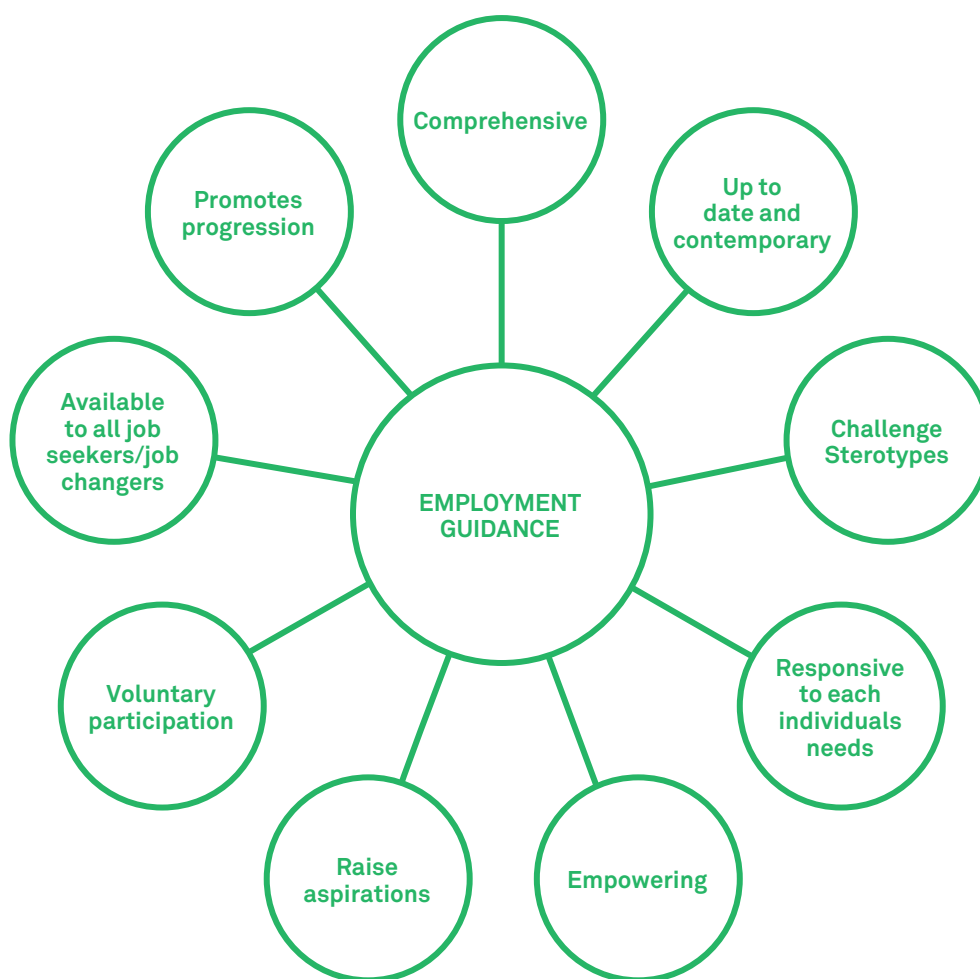 Comprehensive
Up to
date and
contemporary
Challenge
Sterotypes
Responsive
to each
individuals
needs
Empowering
Raise
aspirations
Voluntary
participation
Available
to all job
seekers/job
changers
Promotes
progression
EMPLOYMENT
GUIDANCE